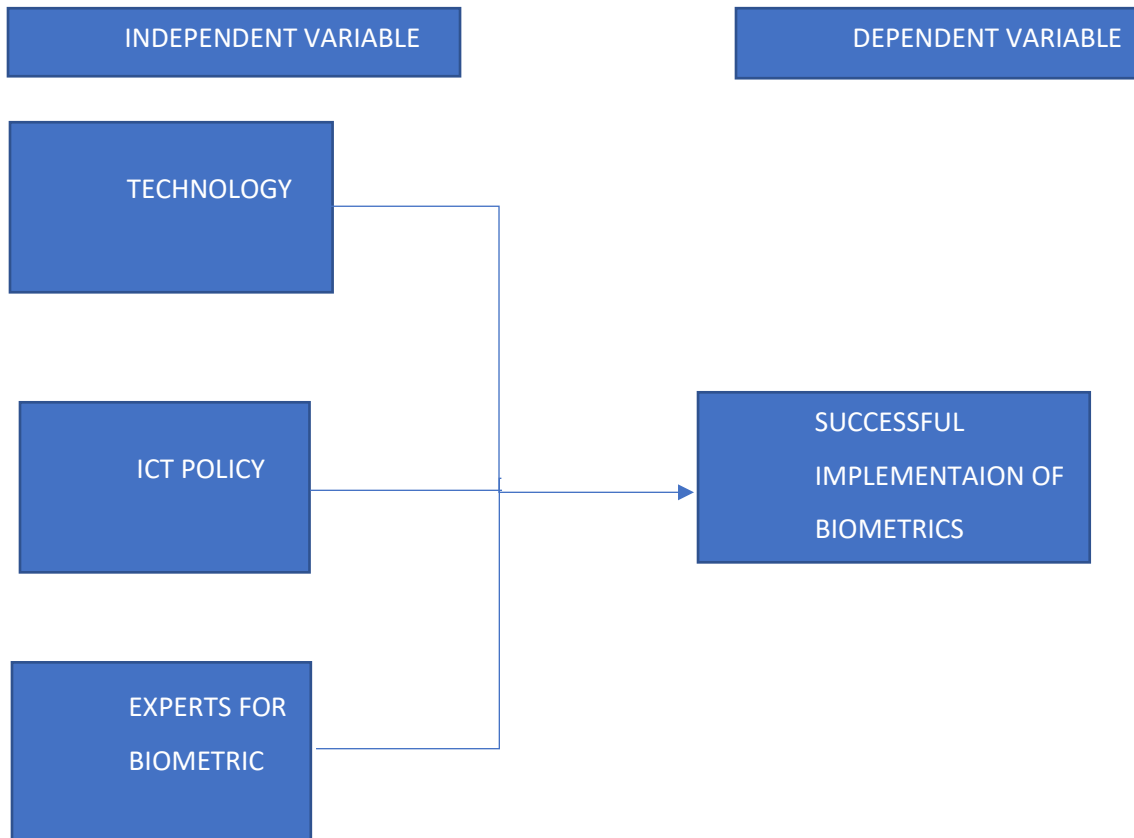 INDEPENDENT VARIABLE
DEPENDENT VARIABLE
TECHNOLOGY
ICT POLICY
SUCCESSFUL
IMPLEMENTAION OF
BIOMETRICS
EXPERTS FOR
BIOMETRIC